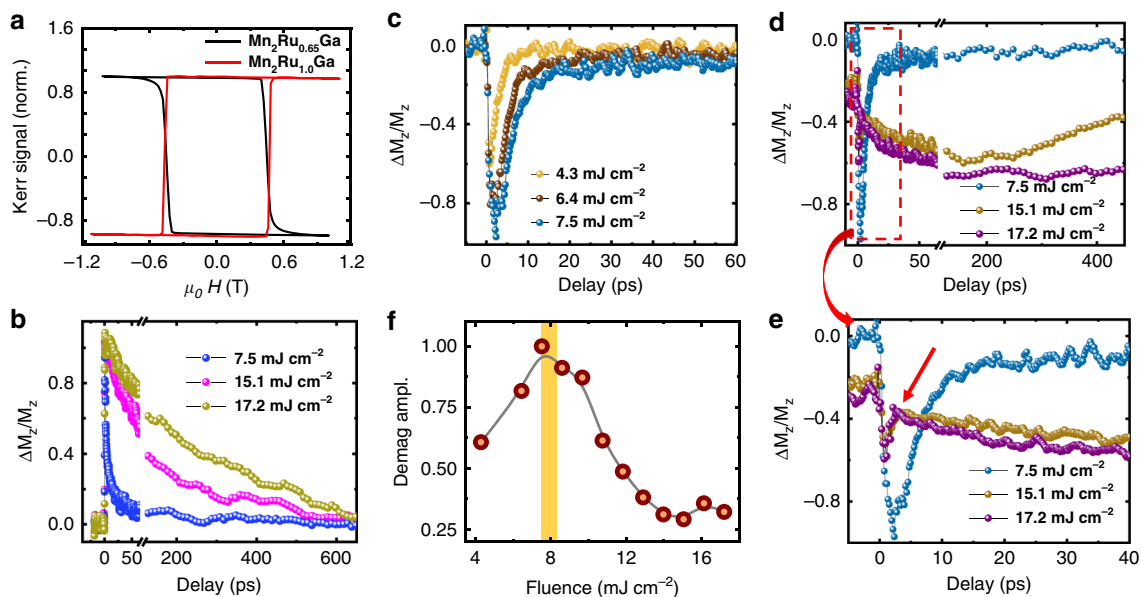 a
1.6
0.8
0.0
−0.8
Kerr signal (norm.)
Mn₂Ru₀.₆₅Ga
Mn₂Ru₁.₀Ga
−1.2 −0.6 0.0 0.6 1.2
μ₀ H (T)
b
0.8
0.4
0.0
ΔMz/Mz
7.5 mJ cm⁻²
15.1 mJ cm⁻²
17.2 mJ cm⁻²
0 50 200 400 600
Delay (ps)
c
0.0
−0.4
−0.8
ΔMz/Mz
4.3 mJ cm⁻²
6.4 mJ cm⁻²
7.5 mJ cm⁻²
0 10 20 30 40 50 60
Delay (ps)
f
1.00
0.75
0.50
0.25
Demag ampl.
4 8 12 16
Fluence (mJ cm⁻²)
d
0.0
−0.4
−0.8
ΔMz/Mz
7.5 mJ cm⁻²
15.1 mJ cm⁻²
17.2 mJ cm⁻²
0 50 200 400
Delay (ps)
e
0.0
−0.4
−0.8
ΔMz/Mz
7.5 mJ cm⁻²
15.1 mJ cm⁻²
17.2 mJ cm⁻²
−5 0 10 20 30 40
Delay (ps)